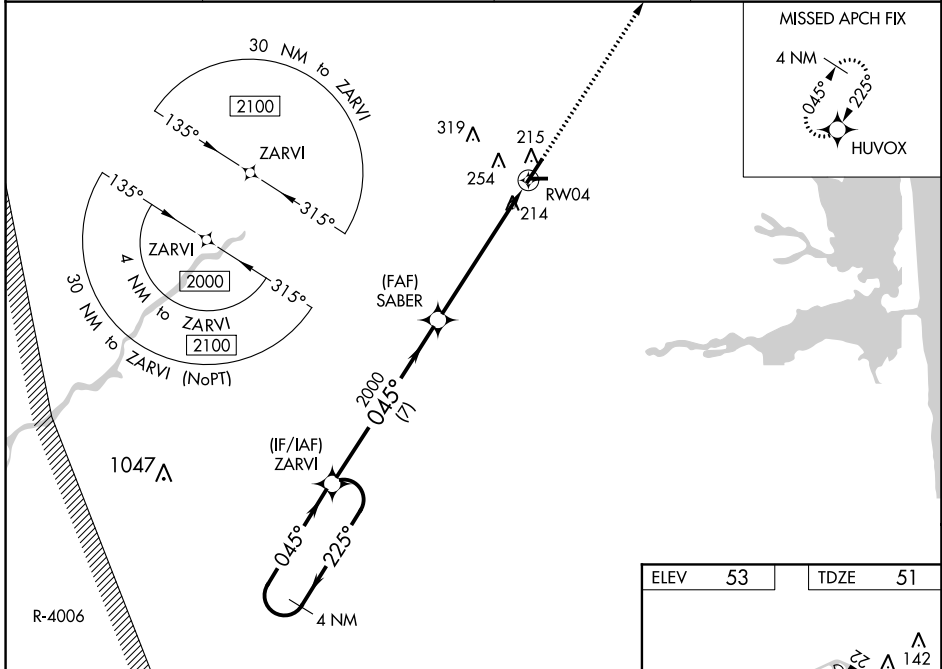 MISSED APCH FIX
4 NM
045°
225°
HUVOX
30 NM to ZARVI
2100
135°
ZARVI
315°
135°
ZARVI
2000
4 NM to ZARVI
315°
2100
30 NM to ZARVI (NoPT)
319
215
254
RW04
214
(FAF)
SABER
2000
045°
(7)
(IF/IAF)
ZARVI
1047
045°
225°
4 NM
R-4006
ELEV 53
TDZE 51
142
22